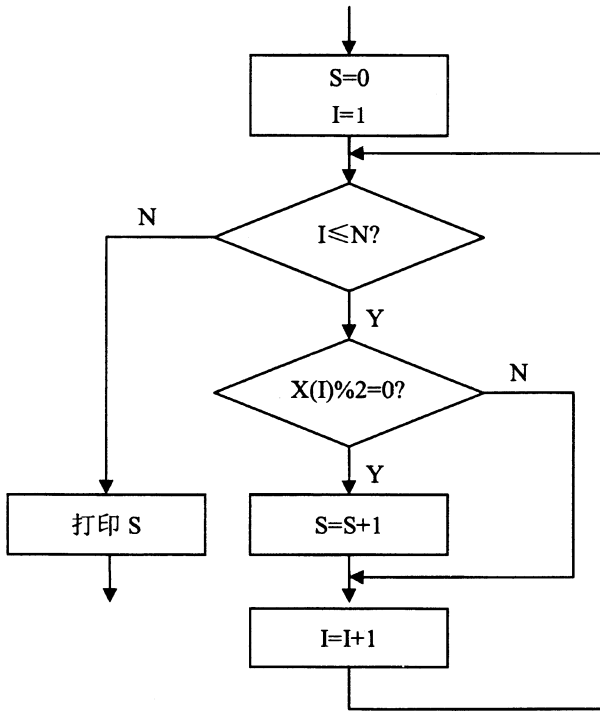 S=0
I=1
N
I≤N?
Y
X(I)%2=0?
N
Y
打印 S
S=S+1
I=I+1